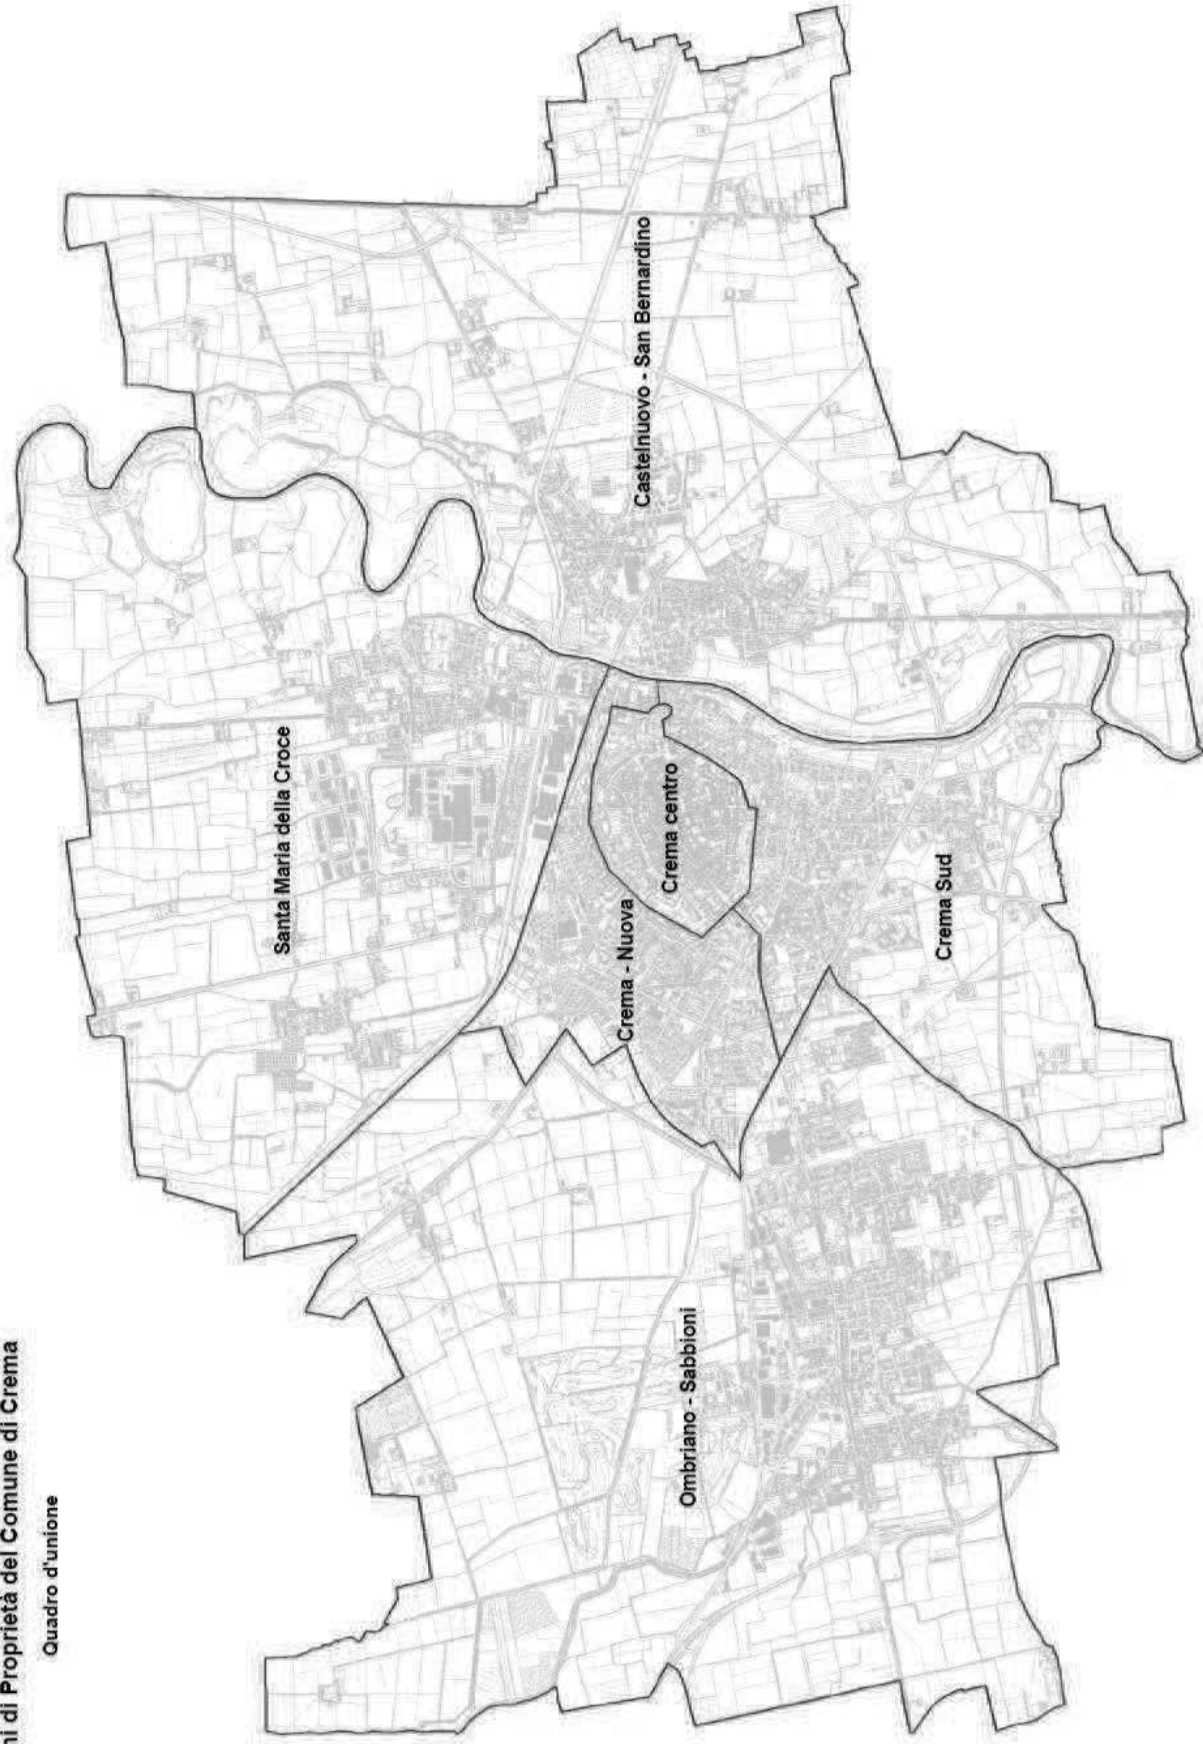 di Proprietà del Comune di Crema
Quadro d'unione
Santa Maria della Croce
Castelnuovo - San Bernardino
Crema centro
Crema - Nuova
Crema Sud
Ombriano - Sabbioni